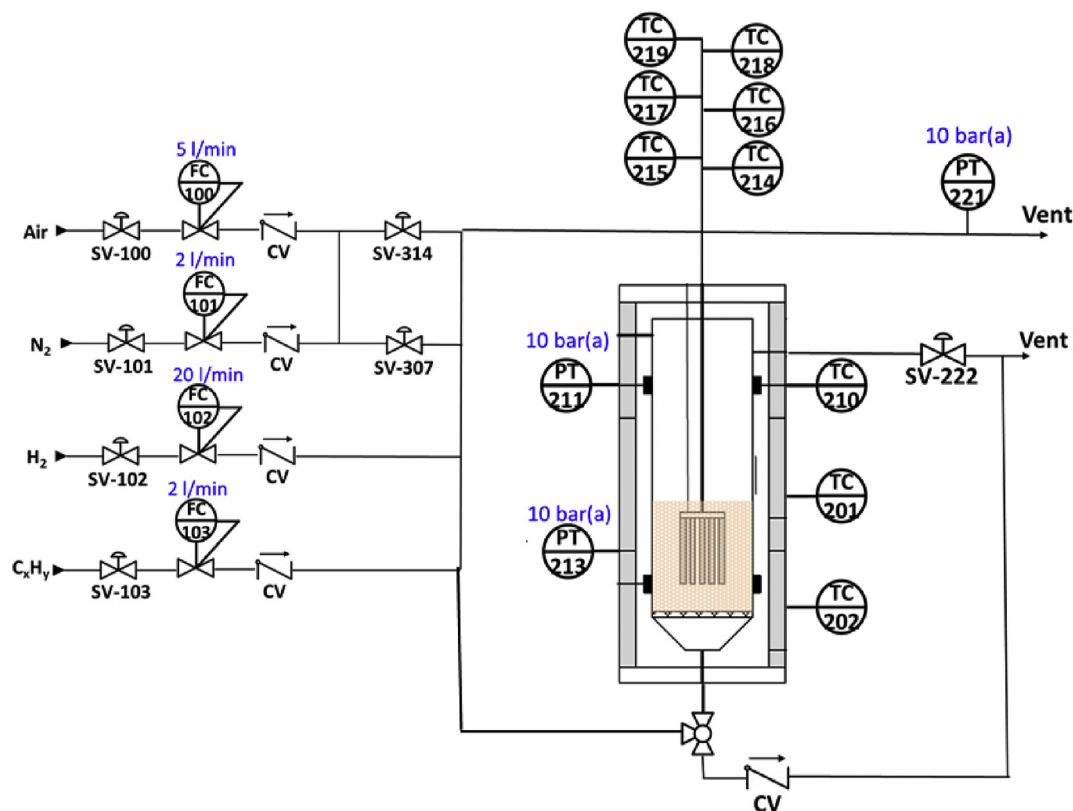 TC
219
TC
218
TC
217
TC
216
TC
215
TC
214
10 bar(a)
PT
221
Vent
5 l/min
FC
100
Air
SV-100
CV
SV-314
2 l/min
FC
101
N₂
SV-101
CV
SV-307
20 l/min
FC
102
H₂
SV-102
CV
2 l/min
FC
103
CₓHᵧ
SV-103
CV
10 bar(a)
PT
211
TC
210
SV-222
Vent
TC
201
10 bar(a)
PT
213
TC
202
CV